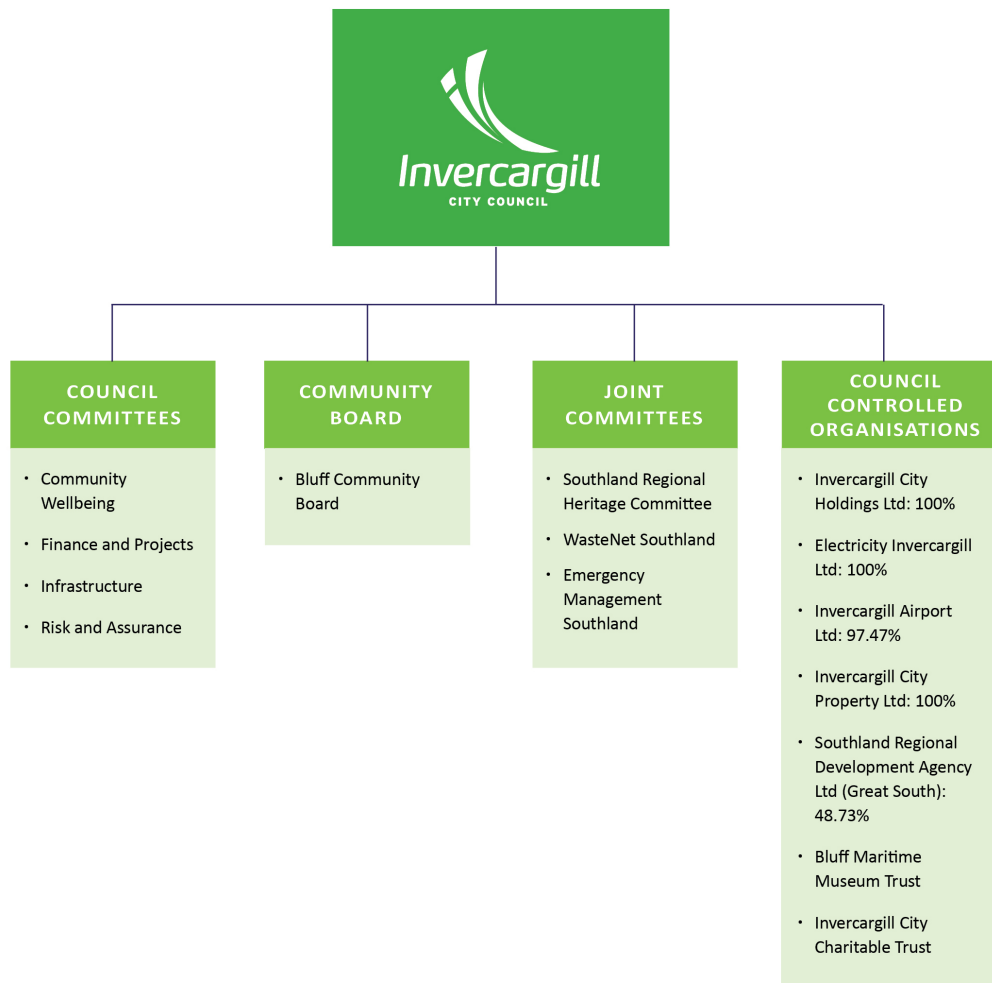 Invercargill
CITY COUNCIL
COUNCIL
COMMITTEES
• Community
Wellbeing
• Finance and Projects
• Infrastructure
• Risk and Assurance
COMMUNITY
BOARD
• Bluff Community
Board
JOINT
COMMITTEES
• Southland Regional
Heritage Committee
• WasteNet Southland
• Emergency
Management
Southland
COUNCIL
CONTROLLED
ORGANISATIONS
• Invercargill City
Holdings Ltd: 100%
• Electricity Invercargill
Ltd: 100%
• Invercargill Airport
Ltd: 97.47%
• Invercargill City
Property Ltd: 100%
• Southland Regional
Development Agency
Ltd (Great South):
48.73%
• Bluff Maritime
Museum Trust
• Invercargill City
Charitable Trust